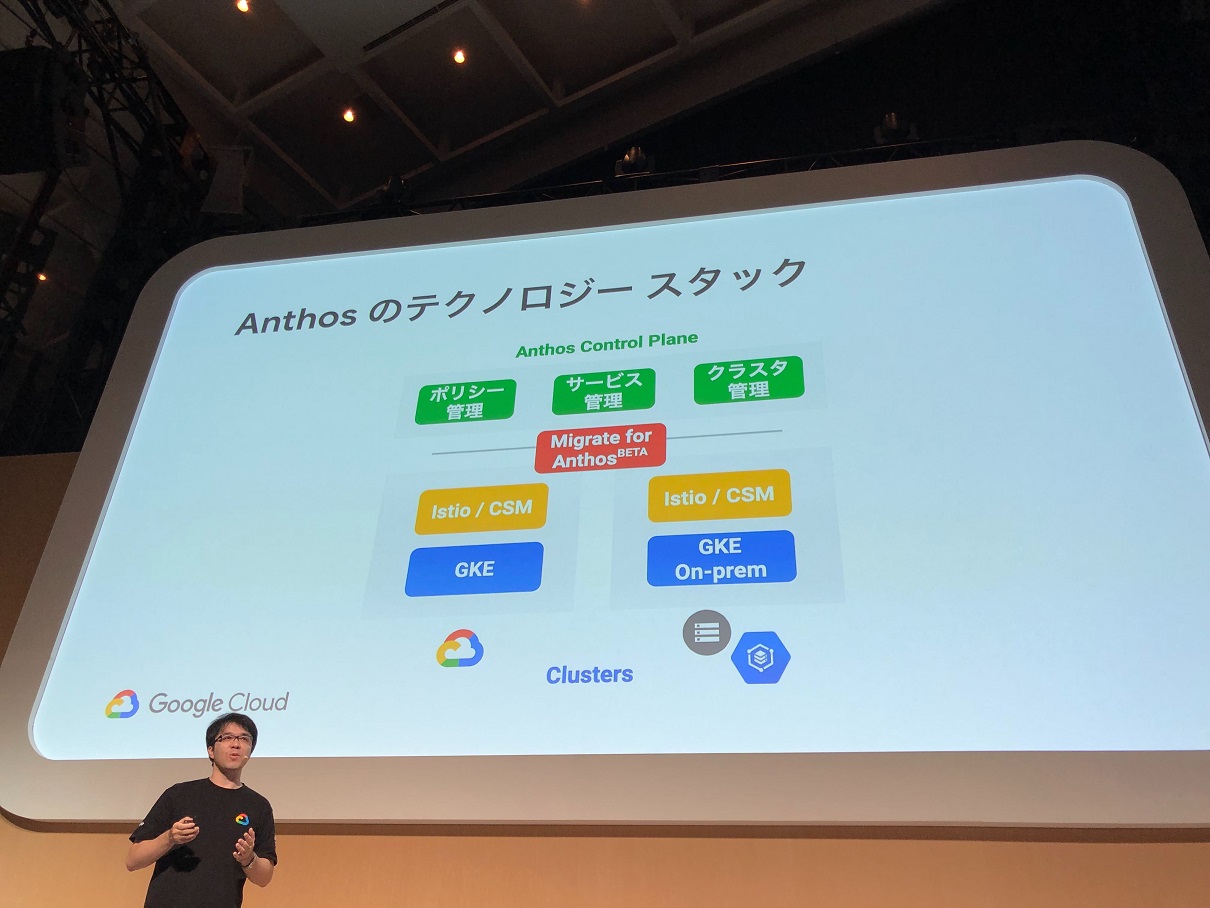 Anthos のテクノロジー スタック
Anthos Control Plane
ポリシー
管理
サービス
管理
クラスタ
管理
Migrate for
Anthos BETA
Istio / CSM
Istio / CSM
GKE
GKE
On-prem
Clusters
Google Cloud